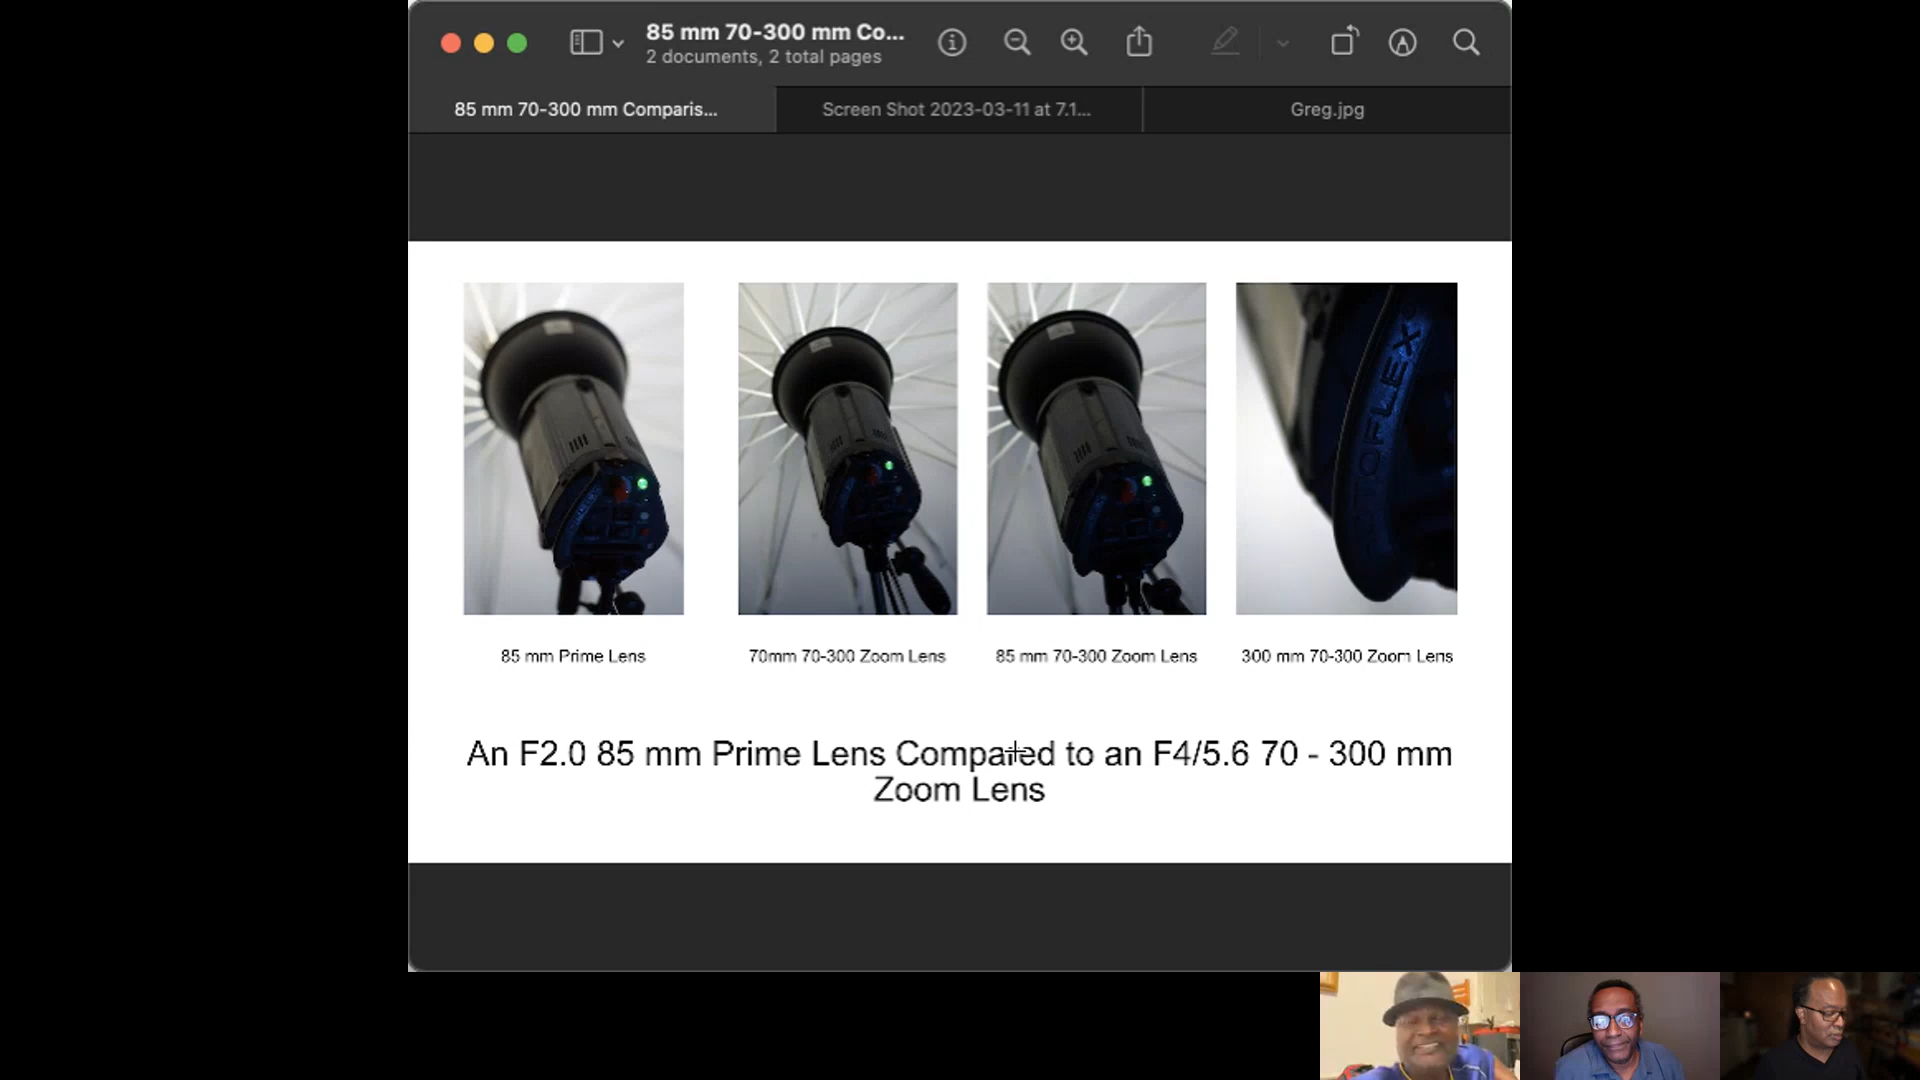 85 mm 70-300 mm Co...
2 documents, 2 total pages
85 mm 70-300 mm Comparis...
Screen Shot 2023-03-11 at 7.1...
Greg.jpg
OFLEX
85 mm Prime Lens
70mm 70-300 Zoom Lens
85 mm 70-300 Zoom Lens
300 mm 70-300 Zoom Lens
An F2.0 85 mm Prime Lens Compared to an F4/5.6 70 - 300 mm
Zoom Lens